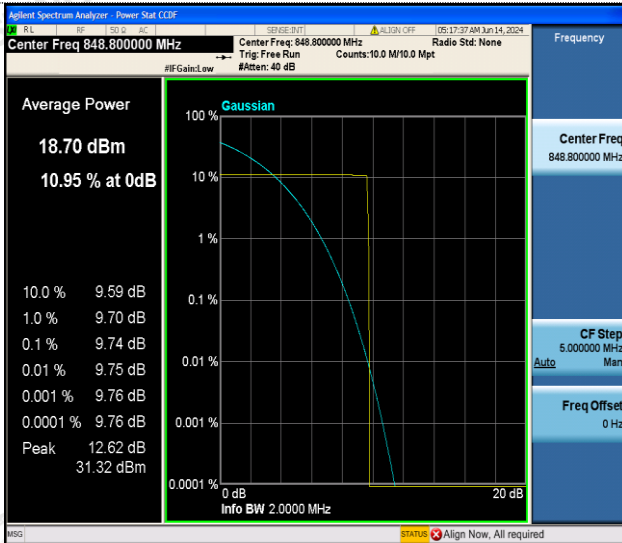 Agilent Spectrum Analyzer - Power Stat CCDF
RL RF 50 Ω AC SENSE:INT ALIGN OFF 05:17:37 AM Jun 14, 2024
Center Freq 848.800000 MHz
Center Freq: 848.800000 MHz Radio Std: None
Trig: Free Run Counts:10.0 M/10.0 Mpt
#IFGain:Low #Atten: 40 dB
Frequency
Average Power
18.70 dBm
10.95 % at 0dB
10.0 % 9.59 dB
1.0 % 9.70 dB
0.1 % 9.74 dB
0.01 % 9.75 dB
0.001 % 9.76 dB
0.0001 % 9.76 dB
Peak 12.62 dB
31.32 dBm
Gaussian
100 %
10 %
1 %
0.1 %
0.01 %
0.001 %
0.0001 %
0 dB 20 dB
Info BW 2.0000 MHz
Center Freq
848.800000 MHz
CF Step
5.000000 MHz
Auto Man
Freq Offset
0 Hz
MSG STATUS Align Now, All required